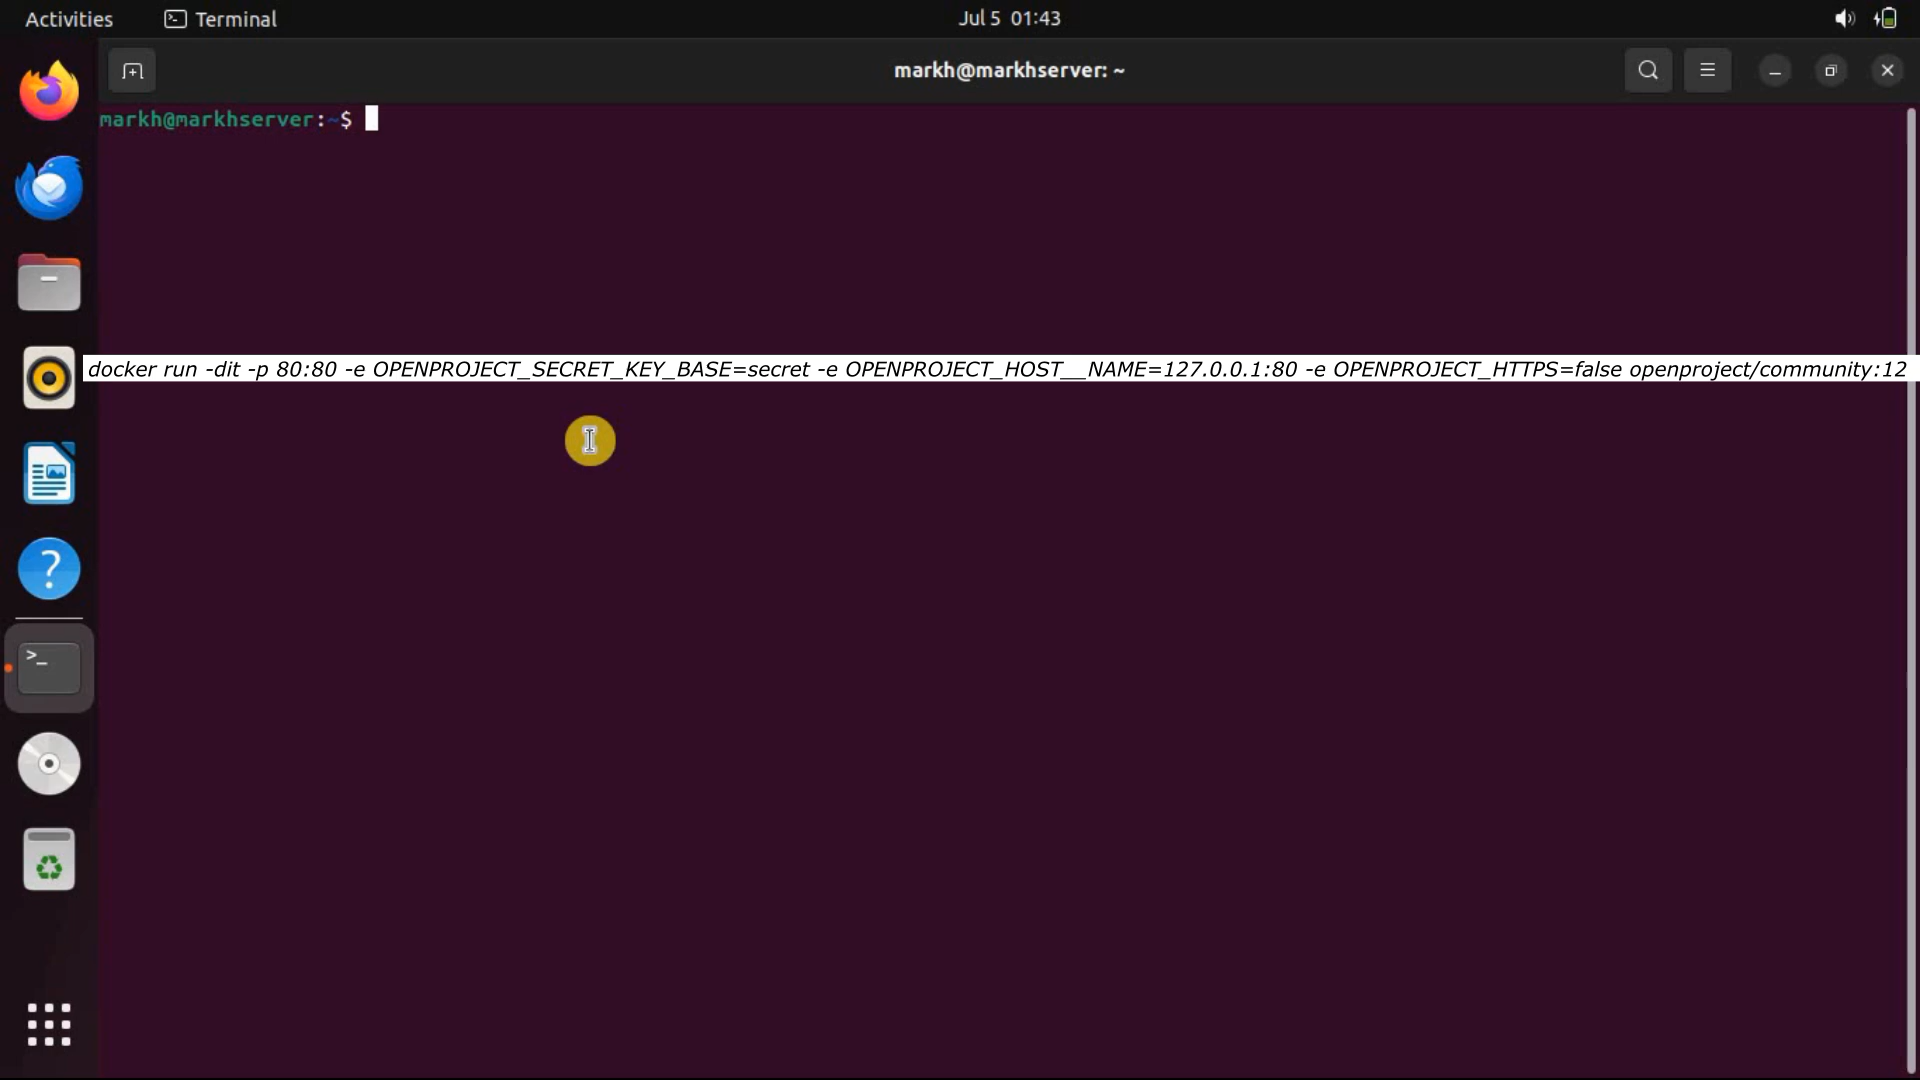 Activities Terminal Jul 5 01:43
markh@markhserver: ~
markh@markhserver:~$
docker run -dit -p 80:80 -e OPENPROJECT_SECRET_KEY_BASE=secret -e OPENPROJECT_HOST__NAME=127.0.0.1:80 -e OPENPROJECT_HTTPS=false openproject/community:12